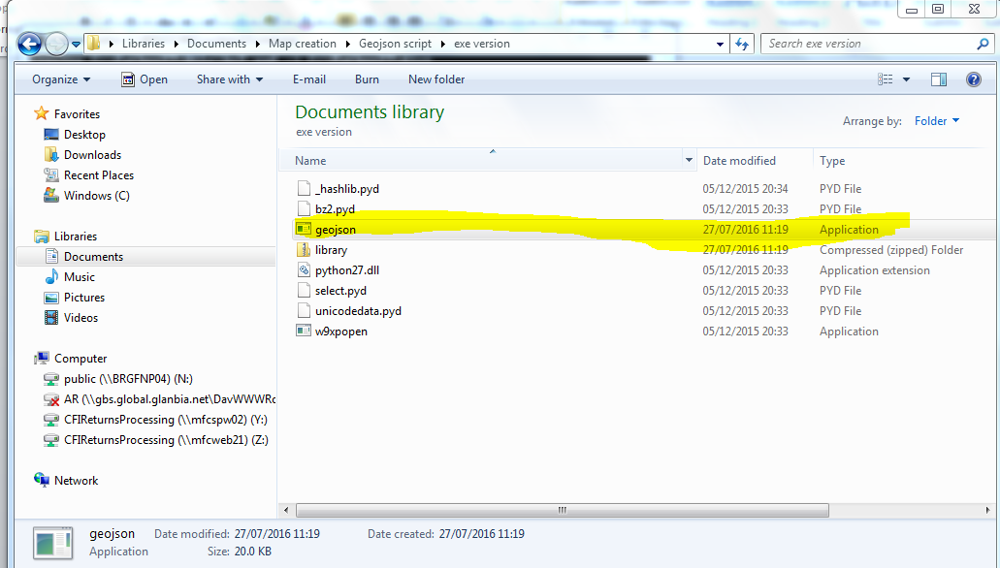 Libraries Documents Map creation Geojson script exe version Search exe version
Organize Open Share with E-mail Burn New folder
Favorites
Desktop
Downloads
Recent Places
Windows (C)
Libraries
Documents
Music
Pictures
Videos
Computer
public (\\BRGFNP04) (N:)
AR (\\gbs.global.glanbia.net\DavWWWRo
CFIReturnsProcessing (\\mfcspw02) (Y:)
CFIReturnsProcessing (\\mfcweb21) (Z:)
Network
Documents library
exe version
Arrange by: Folder
Name Date modified Type
_hashlib.pyd 05/12/2015 20:34 PYD File
bz2.pyd 05/12/2015 20:33 PYD File
geojson 27/07/2016 11:19 Application
library 27/07/2016 11:19 Compressed (zipped) Folder
python27.dll 05/12/2015 20:33 Application extension
select.pyd 05/12/2015 20:33 PYD File
unicodedata.pyd 05/12/2015 20:33 PYD File
w9xpopen 05/12/2015 20:33 Application
geojson Date modified: 27/07/2016 11:19 Date created: 27/07/2016 11:19
Application Size: 20.0 KB